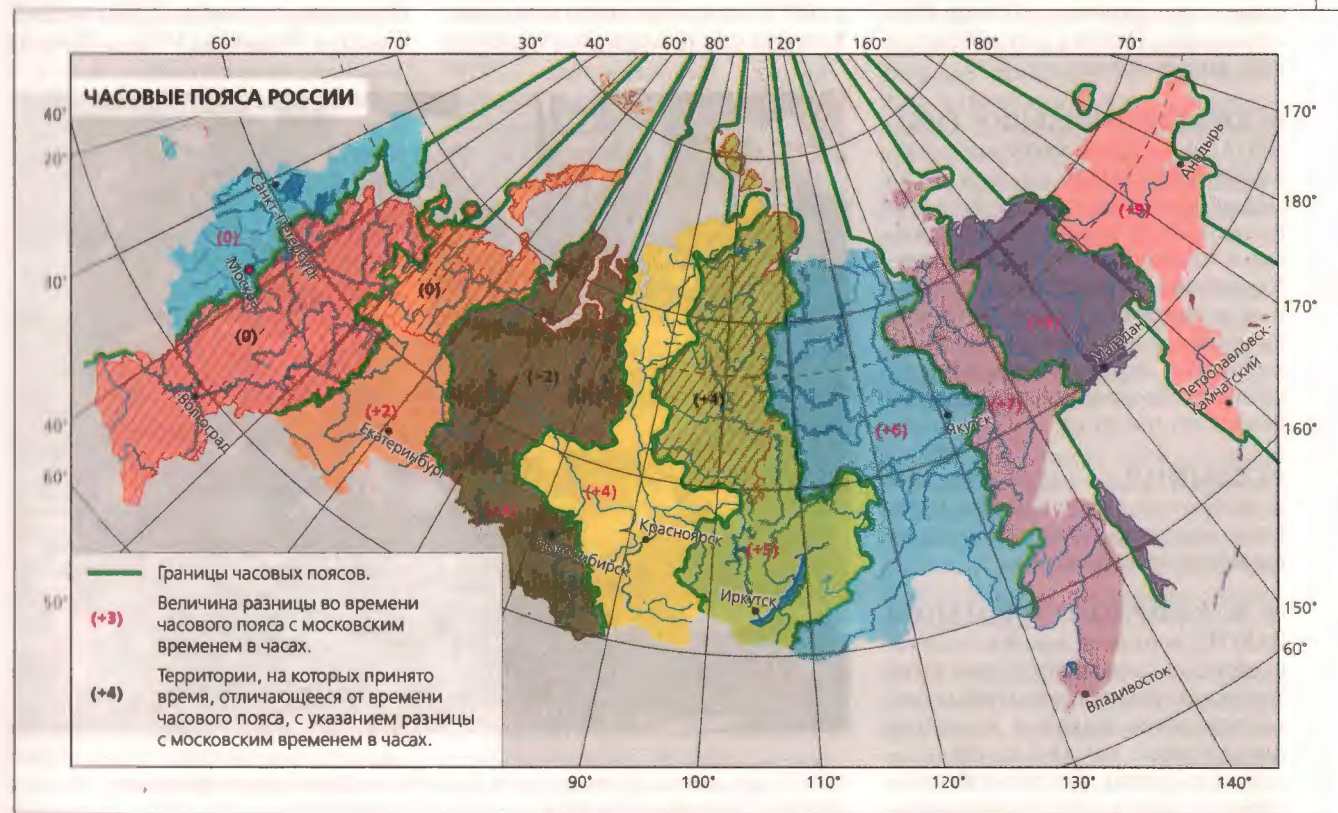 60° 70° 30° 40° 60° 80° 120° 160° 180° 70°
ЧАСОВЫЕ ПОЯСА РОССИИ
40°
170°
Анадырь
Санкт-Петербург
180°
(+9)
(0)
Москва
(0)
170°
(0)
Магадан
Петропавловск-
Камчатский
(+2)
(+4)
(+7)
Волгоград
(+2)
Екатеринбург
(+6)
Якутск
40°
160°
60°
(+4)
Красноярск
(+5)
Новосибирск
Иркутск
50°
150°
60°
Владивосток
Границы часовых поясов.
(+3)
Величина разницы во времени
часового пояса с московским
временем в часах.
(+4)
Территории, на которых принято
время, отличающееся от времени
часового пояса, с указанием разницы
с московским временем в часах.
90° 100° 110° 120° 130° 140°